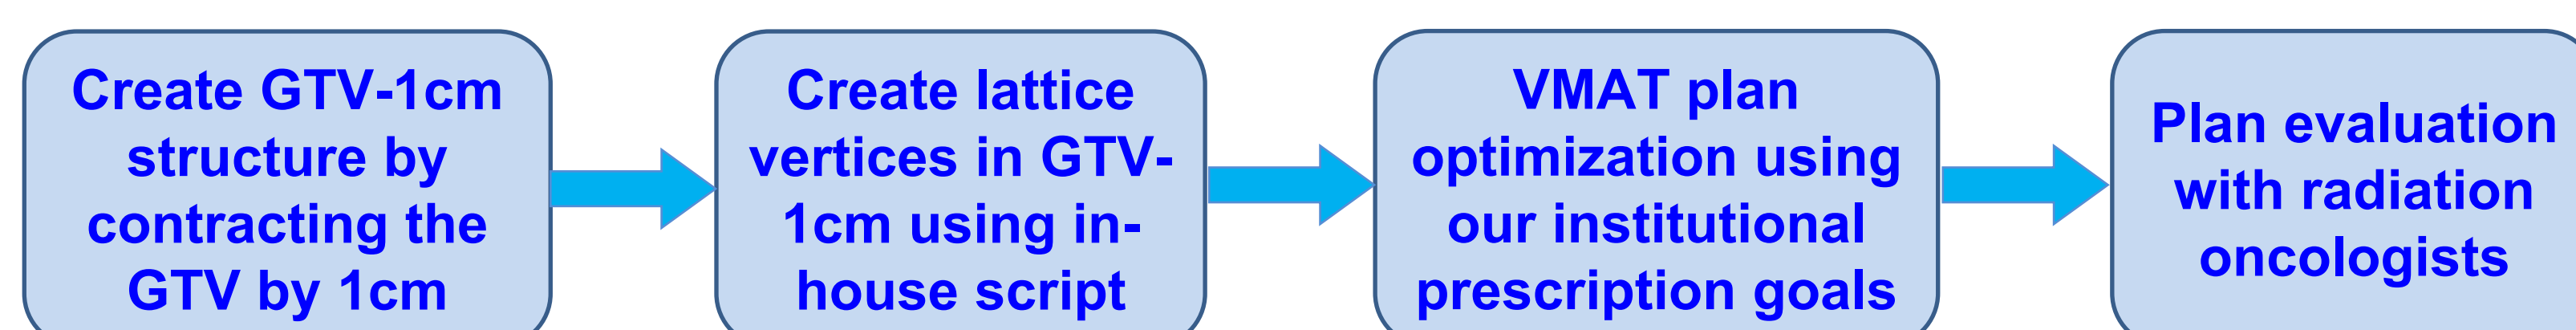 Create GTV-1cm
structure by
contracting the
GTV by 1cm
Create lattice
vertices in GTV-
1cm using in-
house script
VMAT plan
optimization using
our institutional
prescription goals
Plan evaluation
with radiation
oncologists